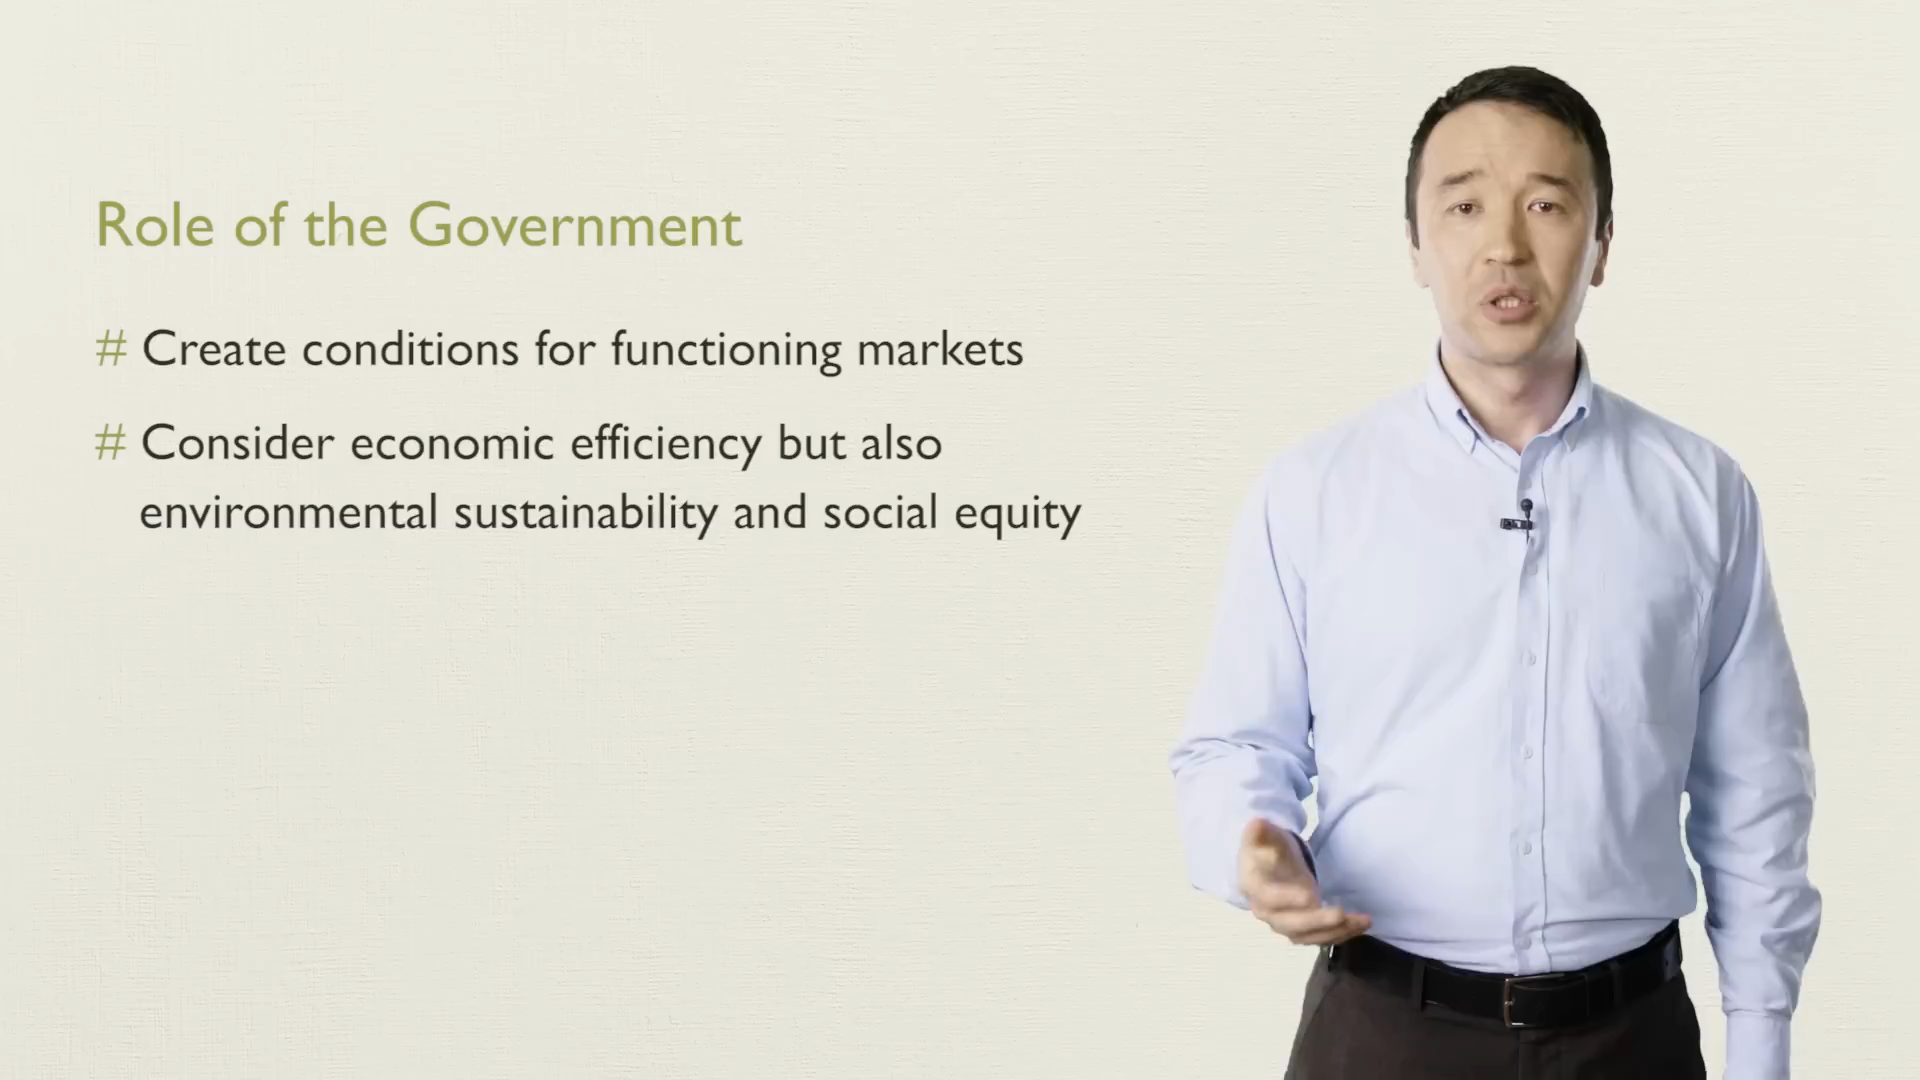 Role of the Government
# Create conditions for functioning markets
# Consider economic efficiency but also
environmental sustainability and social equity